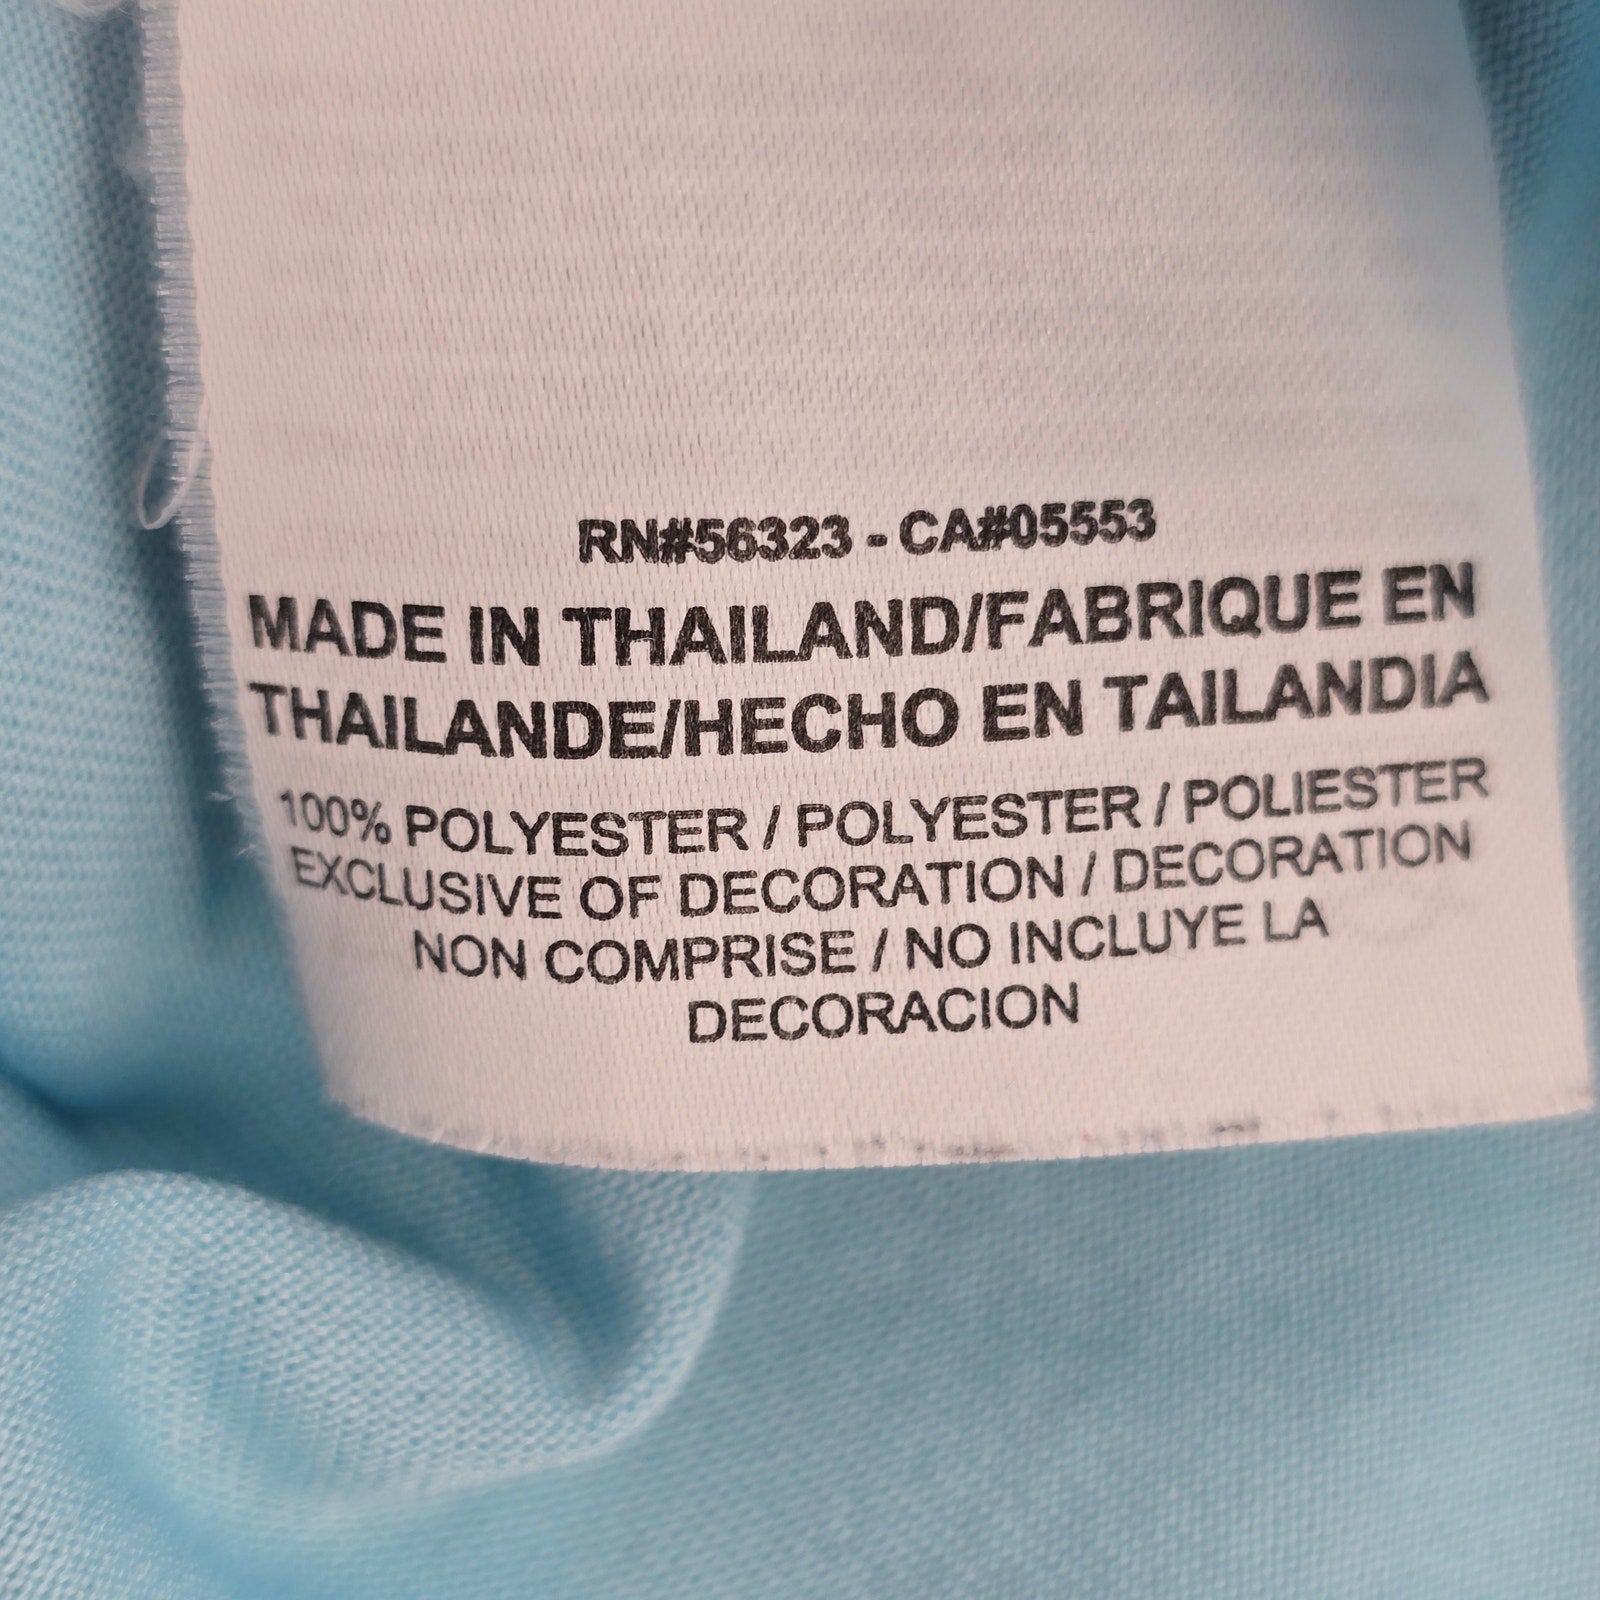 RN#56323 - CA#05553
MADE IN THAILAND/FABRIQUE EN
THAILANDE/HECHO EN TAILANDIA
100% POLYESTER / POLYESTER / POLIESTER
EXCLUSIVE OF DECORATION / DECORATION
NON COMPRISE / NO INCLUYE LA
DECORACION